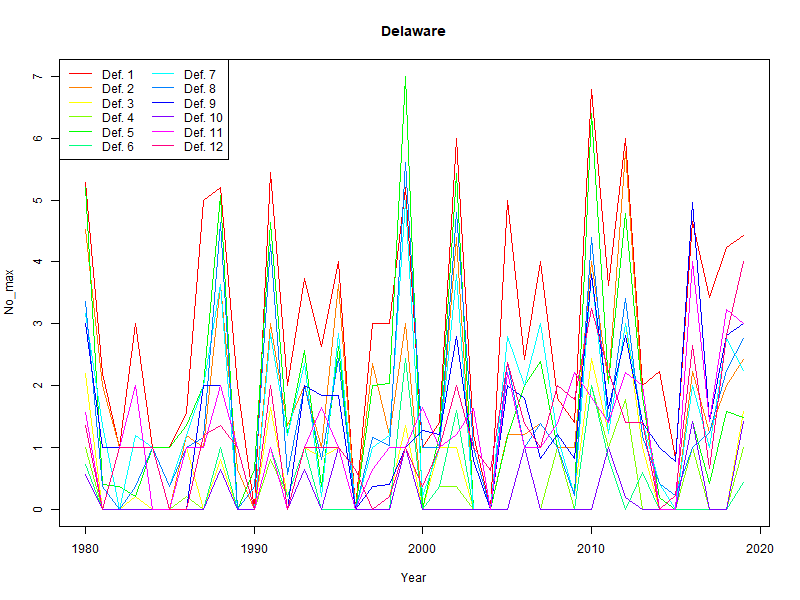 Delaware
Def. 1
Def. 2
Def. 3
Def. 4
Def. 5
Def. 6
Def. 7
Def. 8
Def. 9
Def. 10
Def. 11
Def. 12
7
6
5
4
3
2
1
0
No_max
1980
1990
2000
2010
2020
Year